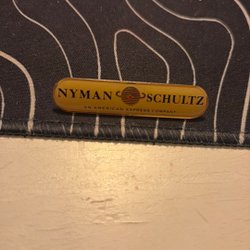 NYMAN SCHULTZ
AN AMERICAN EXPRESS COMPANY